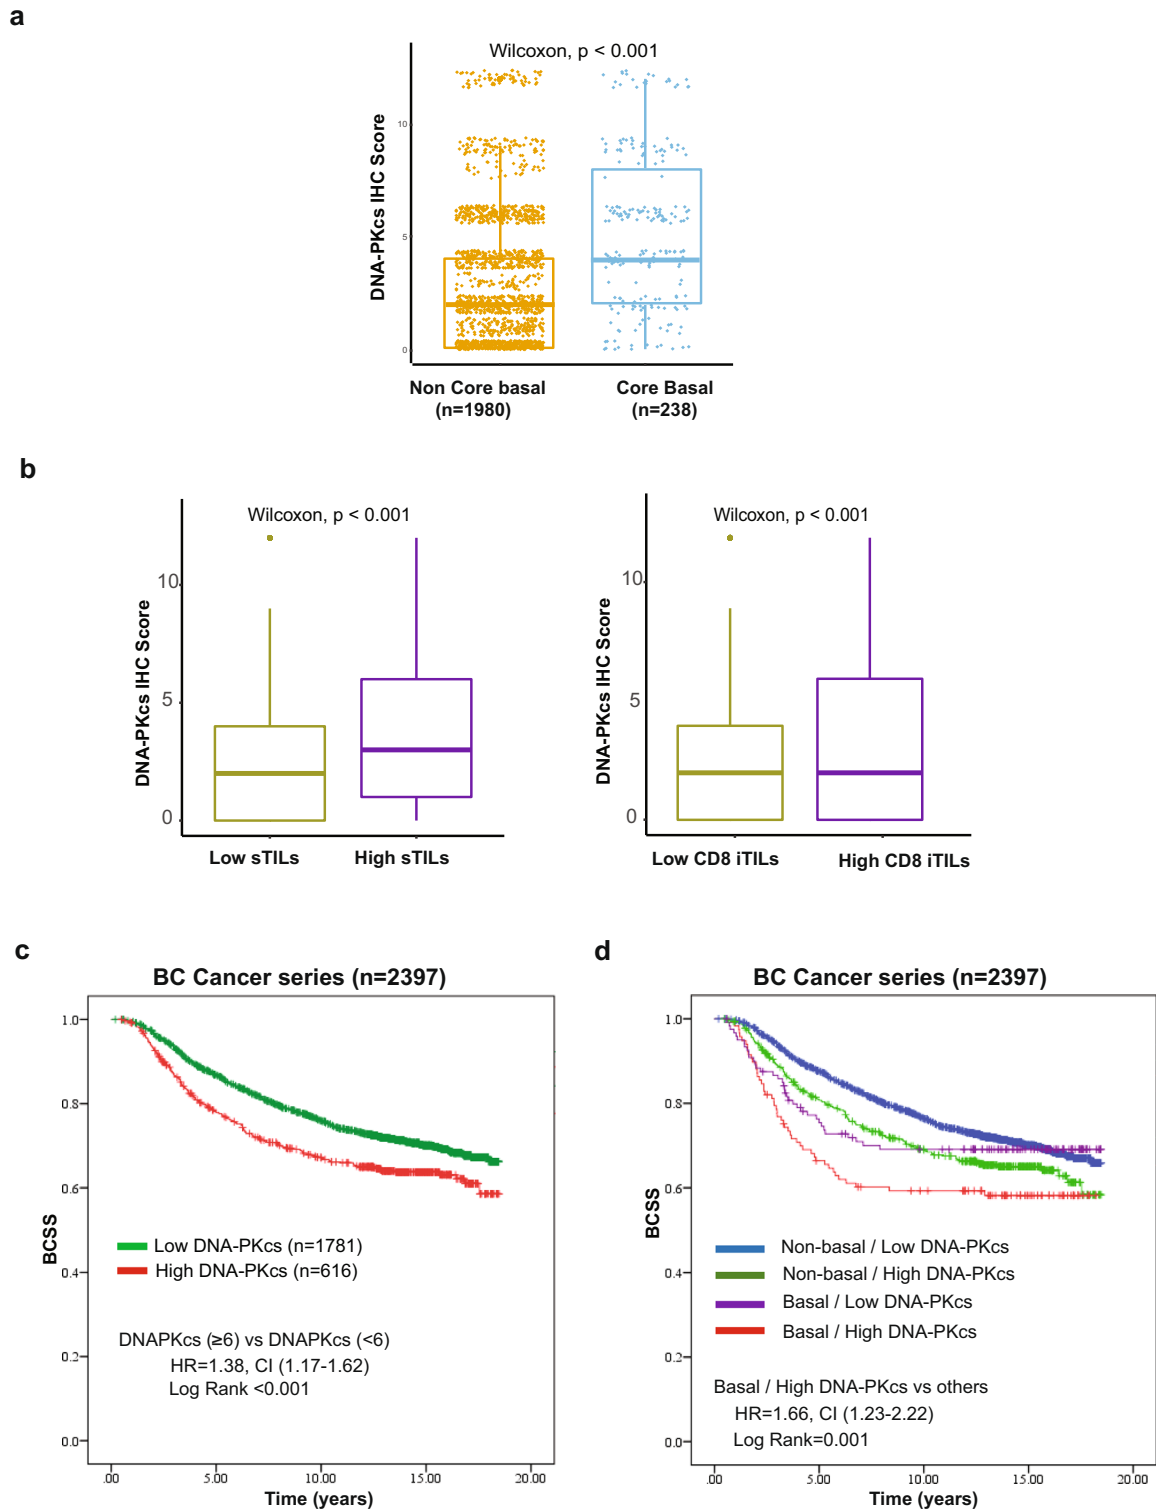 a
Wilcoxon, p < 0.001
DNA-PKcs IHC Score
10
5
0
Non Core basal
(n=1980)
Core Basal
(n=238)
b
Wilcoxon, p < 0.001
DNA-PKcs IHC Score
10
5
0
Low sTILs
High sTILs
Wilcoxon, p < 0.001
DNA-PKcs IHC Score
10
5
0
Low CD8 iTILs
High CD8 iTILs
c
BC Cancer series (n=2397)
BCSS
1.0
0.8
0.6
0.4
0.2
0.0
Low DNA-PKcs (n=1781)
High DNA-PKcs (n=616)
DNAPKcs (≥6) vs DNAPKcs (<6)
HR=1.38, CI (1.17-1.62)
Log Rank <0.001
.00
5.00
10.00
15.00
20.00
Time (years)
d
BC Cancer series (n=2397)
BCSS
1.0
0.8
0.6
0.4
0.2
0.0
Non-basal / Low DNA-PKcs
Non-basal / High DNA-PKcs
Basal / Low DNA-PKcs
Basal / High DNA-PKcs
Basal / High DNA-PKcs vs others
HR=1.66, CI (1.23-2.22)
Log Rank=0.001
.00
5.00
10.00
15.00
20.00
Time (years)